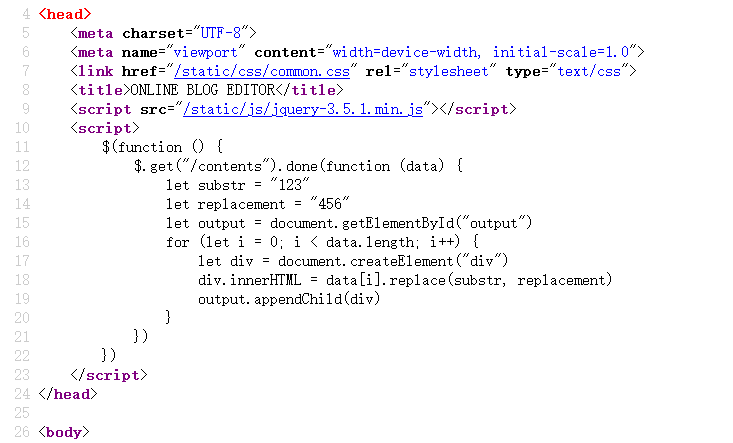 4 <head>
5     <meta charset="UTF-8">
6     <meta name="viewport" content="width=device-width, initial-scale=1.0">
7     <link href="/static/css/common.css" rel="stylesheet" type="text/css">
8     <title>ONLINE BLOG EDITOR</title>
9     <script src="/static/js/jquery-3.5.1.min.js"></script>
10     <script>
11         $(function () {
12             $.get("/contents").done(function (data) {
13                 let substr = "123"
14                 let replacement = "456"
15                 let output = document.getElementById("output")
16                 for (let i = 0; i < data.length; i++) {
17                     let div = document.createElement("div")
18                     div.innerHTML = data[i].replace(substr, replacement)
19                     output.appendChild(div)
20                 }
21             })
22         })
23     </script>
24 </head>
25
26 <body>